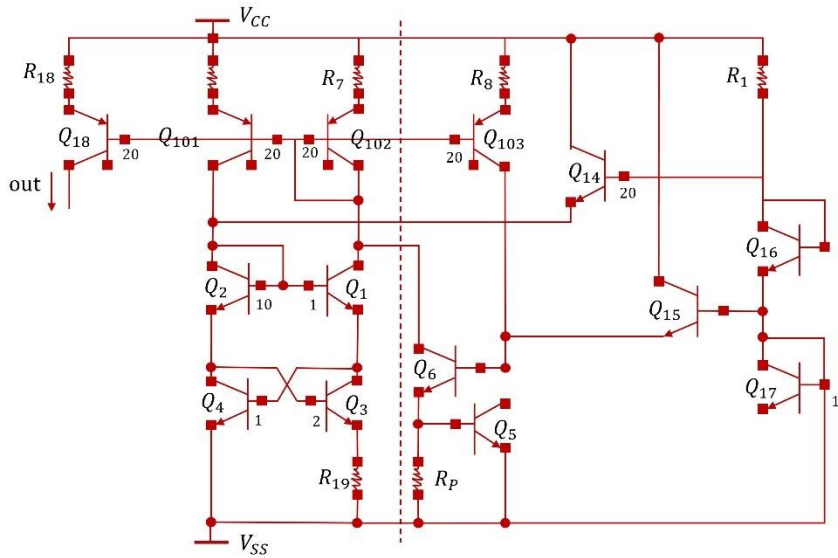 V_CC
R_18
R_7
R_8
R_1
Q_18
20
Q_101
20
20
Q_102
20
Q_103
Q_14
20
out
Q_16
Q_2
10
1
Q_1
Q_15
Q_6
Q_4
1
2
Q_3
Q_17
1
Q_5
R_19
R_P
V_SS